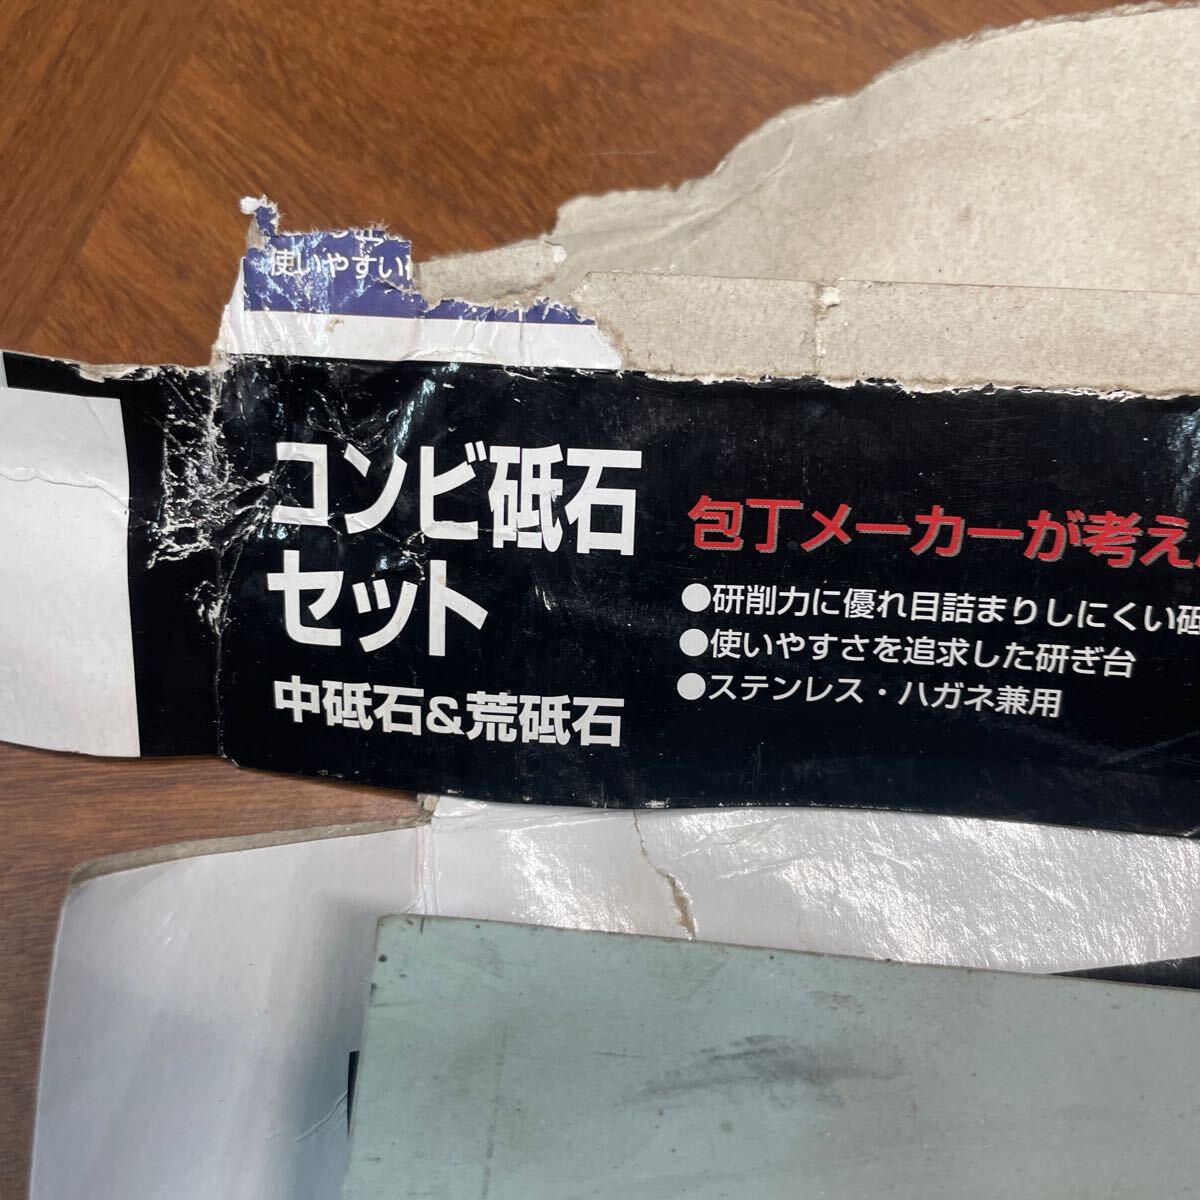 使いやすい
コンビ砥石
セット
中砥石&荒砥石
包丁メーカーが考え
●研削力に優れ目詰まりしにくい砥
●使いやすさを追求した研ぎ台
●ステンレス・ハガネ兼用